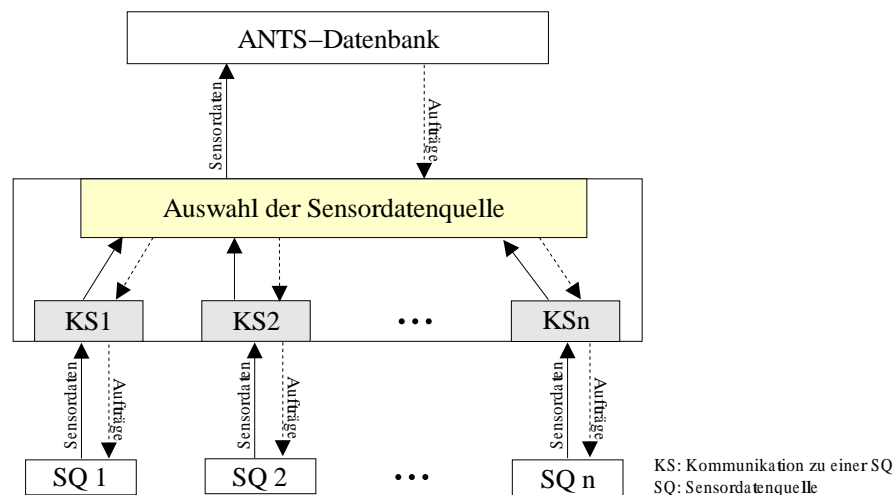 ANTS–Datenbank
Sensordaten
Aufträge
Auswahl der Sensordatenquelle
KS1
KS2
...
KSn
Sensordaten
Aufträge
Sensordaten
Aufträge
Sensordaten
Aufträge
SQ 1
SQ 2
...
SQ n
KS: Kommunikation zu einer SQ
SQ: Sensordatenquelle